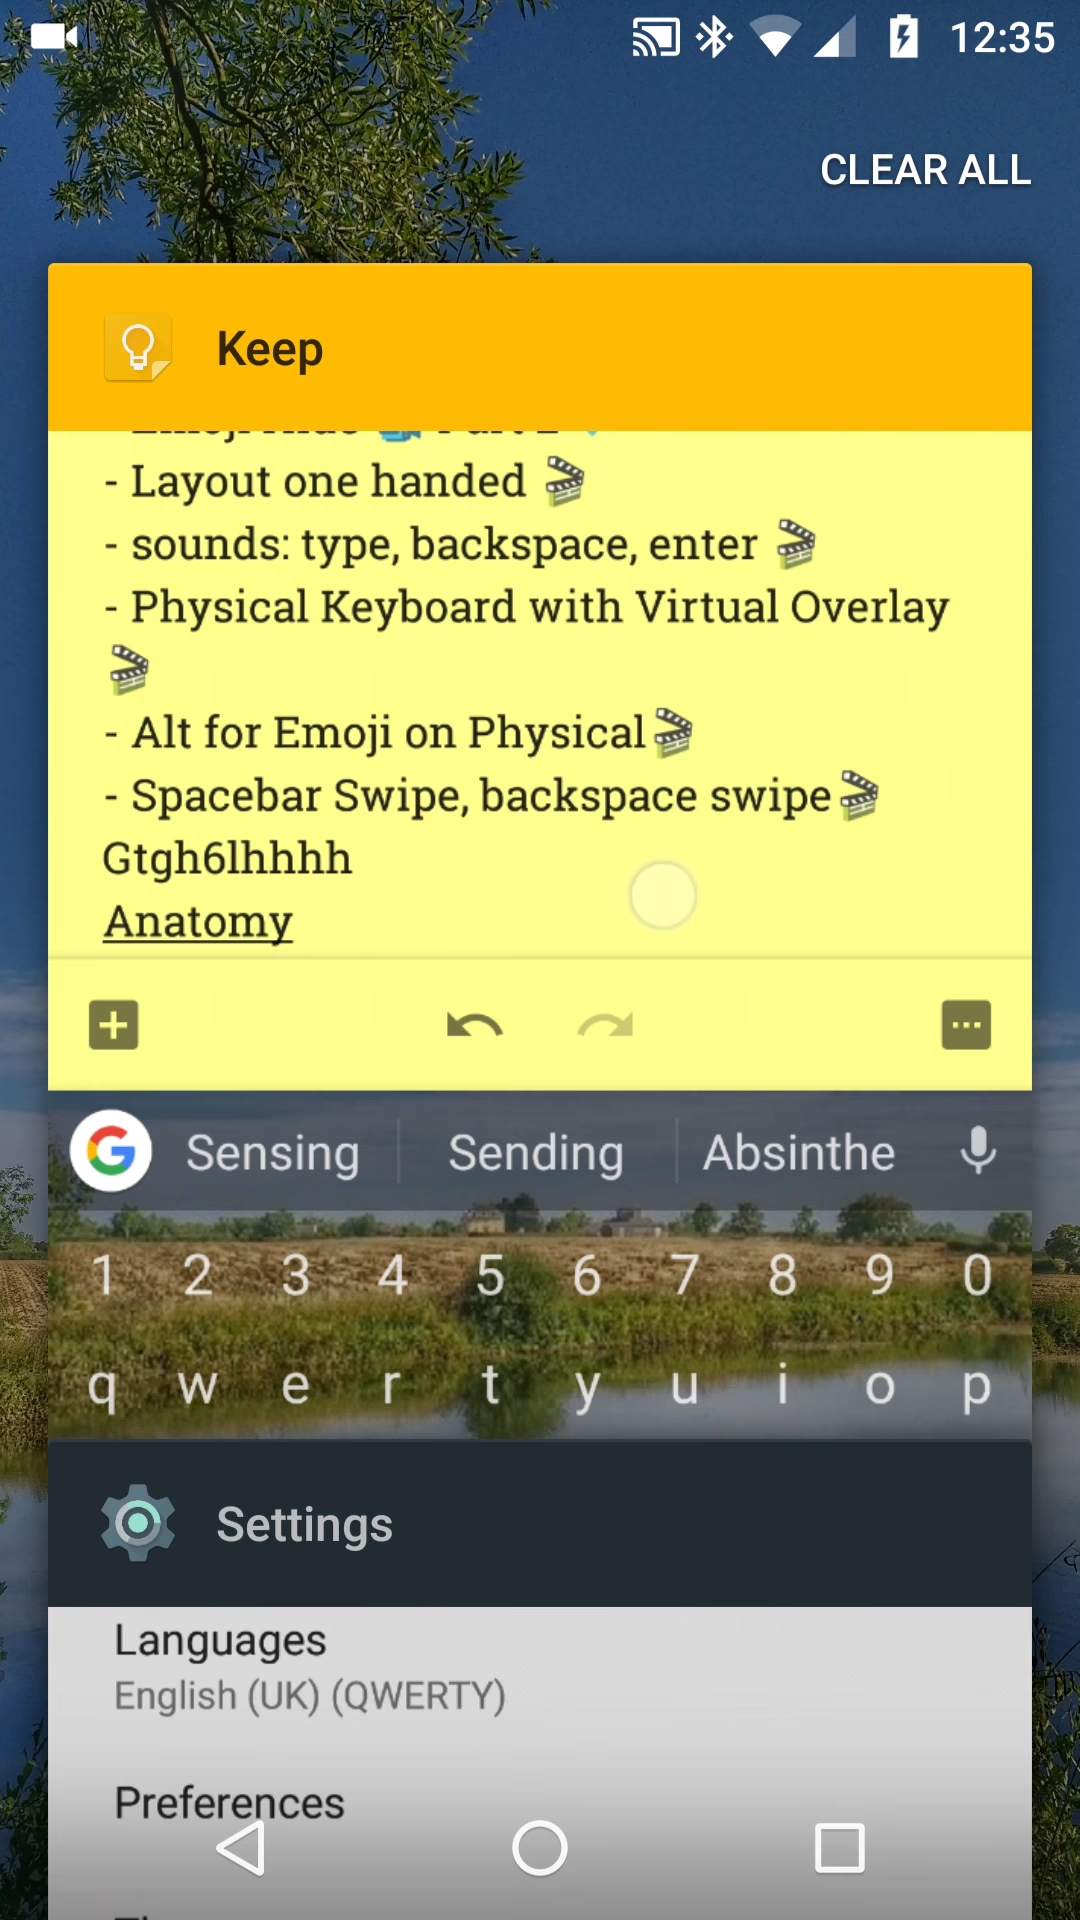 12:35
CLEAR ALL
Keep
- Layout one handed 🎬
- sounds: type, backspace, enter 🎬
- Physical Keyboard with Virtual Overlay
🎬
- Alt for Emoji on Physical🎬
- Spacebar Swipe, backspace swipe🎬
Gtgh6lhhhh
Anatomy
G Sensing Sending Absinthe
1 2 3 4 5 6 7 8 9 0
q w e r t y u i o p
Settings
Languages
English (UK) (QWERTY)
Preferences